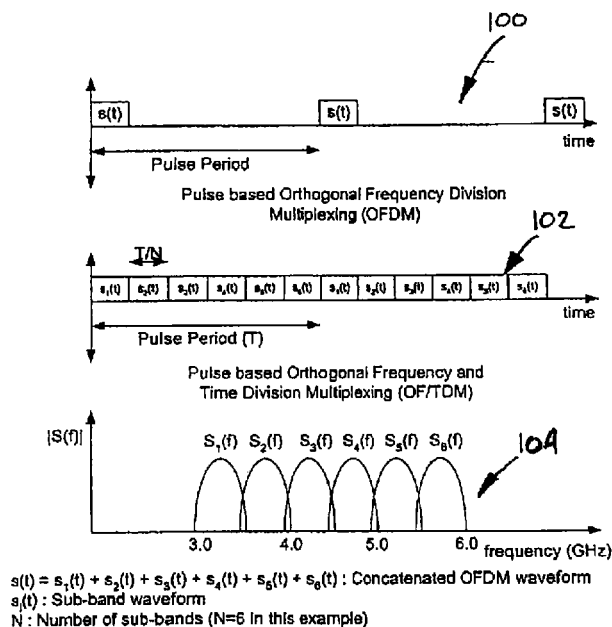 100
s(t)
s(t)
s(t)
time
Pulse Period
Pulse based Orthogonal Frequency Division
Multiplexing (OFDM)
102
T/N
s₁(t) s₂(t) s₃(t) s₄(t) s₅(t) s₆(t) s₁(t) s₂(t) s₃(t) s₄(t) s₅(t) s₆(t)
time
Pulse Period (T)
Pulse based Orthogonal Frequency and
Time Division Multiplexing (OF/TDM)
|S(f)|
S₁(f) S₂(f) S₃(f) S₄(f) S₅(f) S₆(f)
104
3.0 4.0 5.0 6.0 frequency (GHz)
s(t) = s₁(t) + s₂(t) + s₃(t) + s₄(t) + s₅(t) + s₆(t) : Concatenated OFDM waveform
sᵢ(t) : Sub-band waveform
N : Number of sub-bands (N=6 in this example)